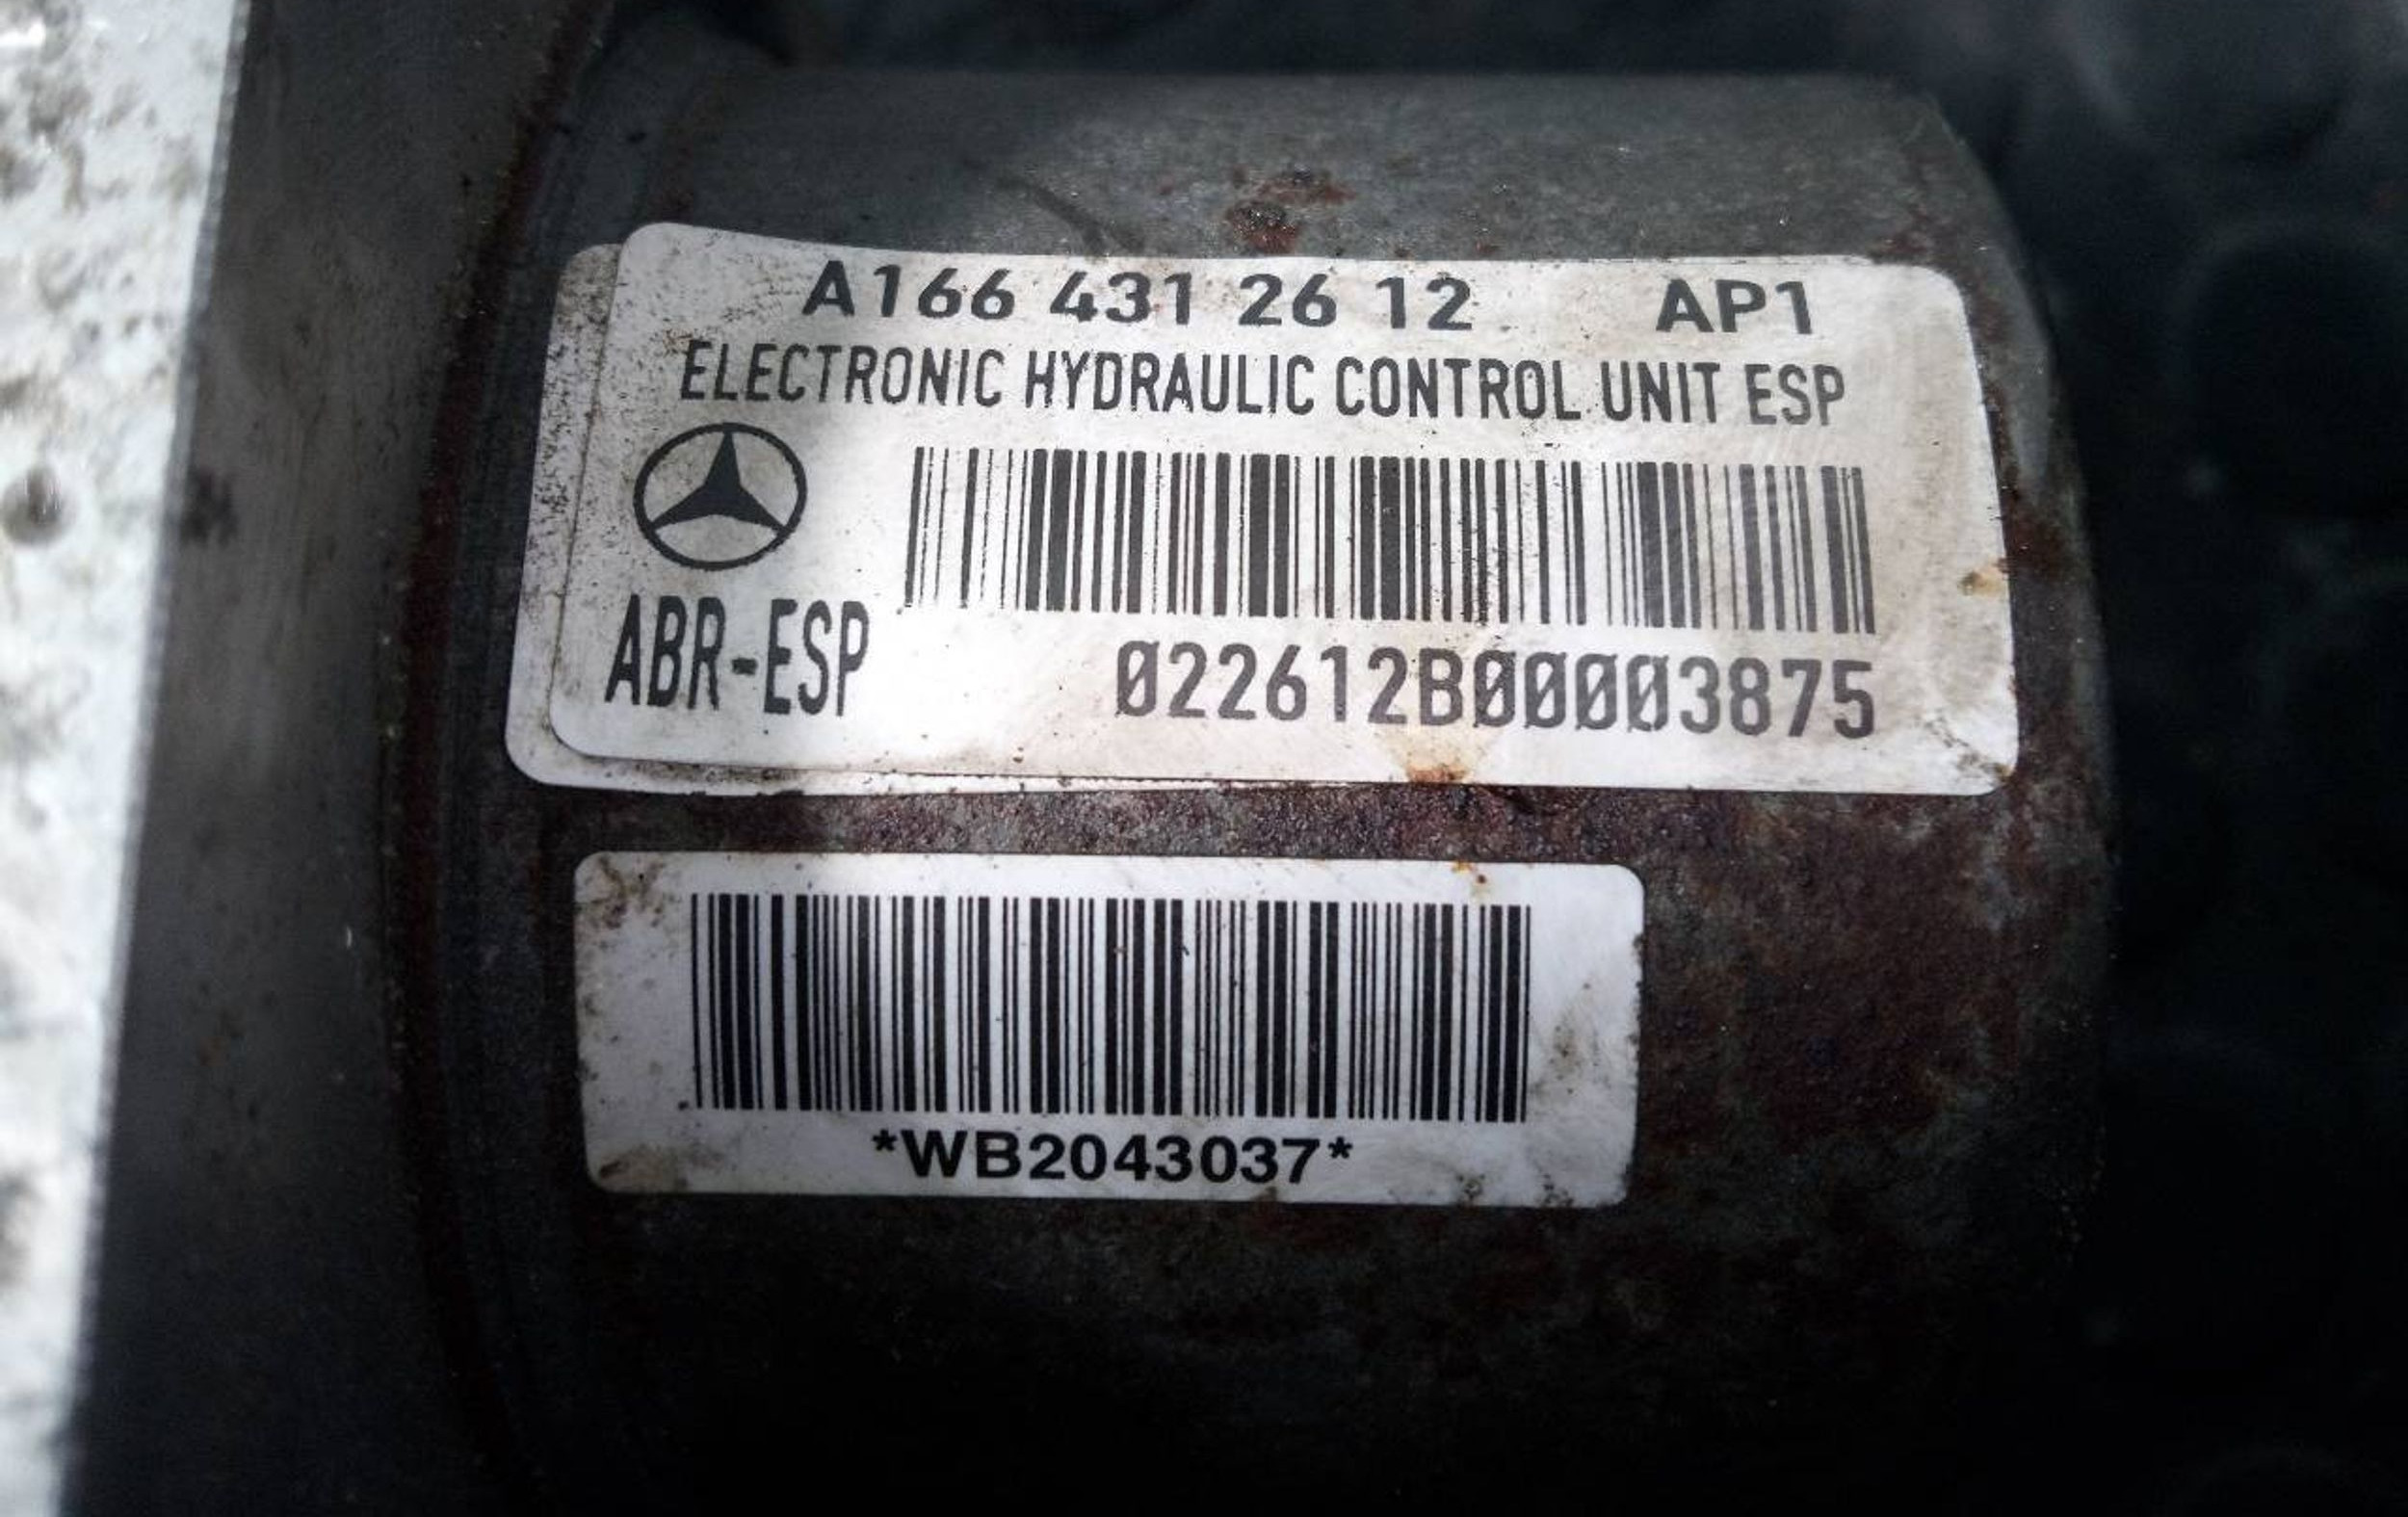 A166 431 26 12 AP1
ELECTRONIC HYDRAULIC CONTROL UNIT ESP
ABR-ESP
022612B00003875
*WB2043037*